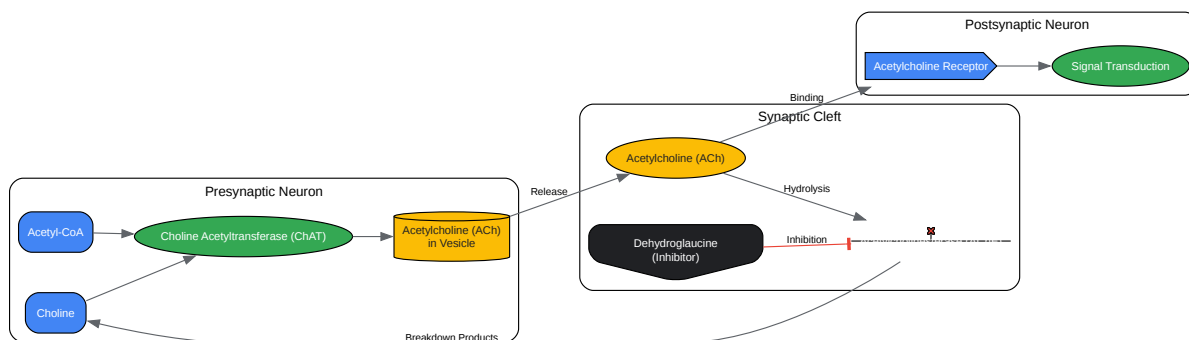 Postsynaptic Neuron
Acetylcholine Receptor
Signal Transduction
Binding
Synaptic Cleft
Acetylcholine (ACh)
Hydrolysis
Dehydroglaucine
(Inhibitor)
Inhibition
Release
Presynaptic Neuron
Acetyl-CoA
Choline Acetyltransferase (ChAT)
Acetylcholine (ACh)
in Vesicle
Choline
Breakdown Products